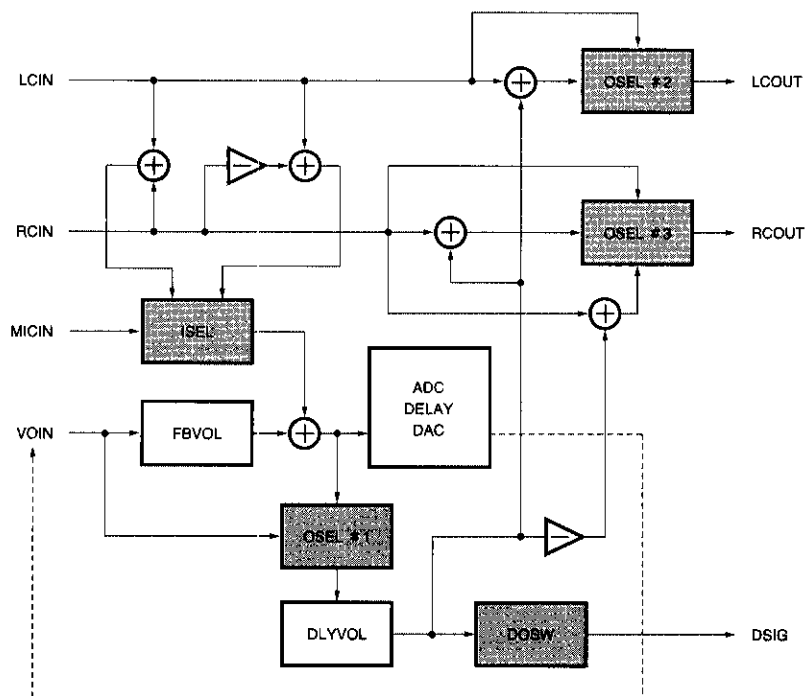 LCIN
OSEL #2
LCOUT
RCIN
OSEL #3
RCOUT
MICIN
ISEL
VOIN
FBVOL
ADC
DELAY
DAC
OSEL #1
DLYVOL
DOSW
DSIG